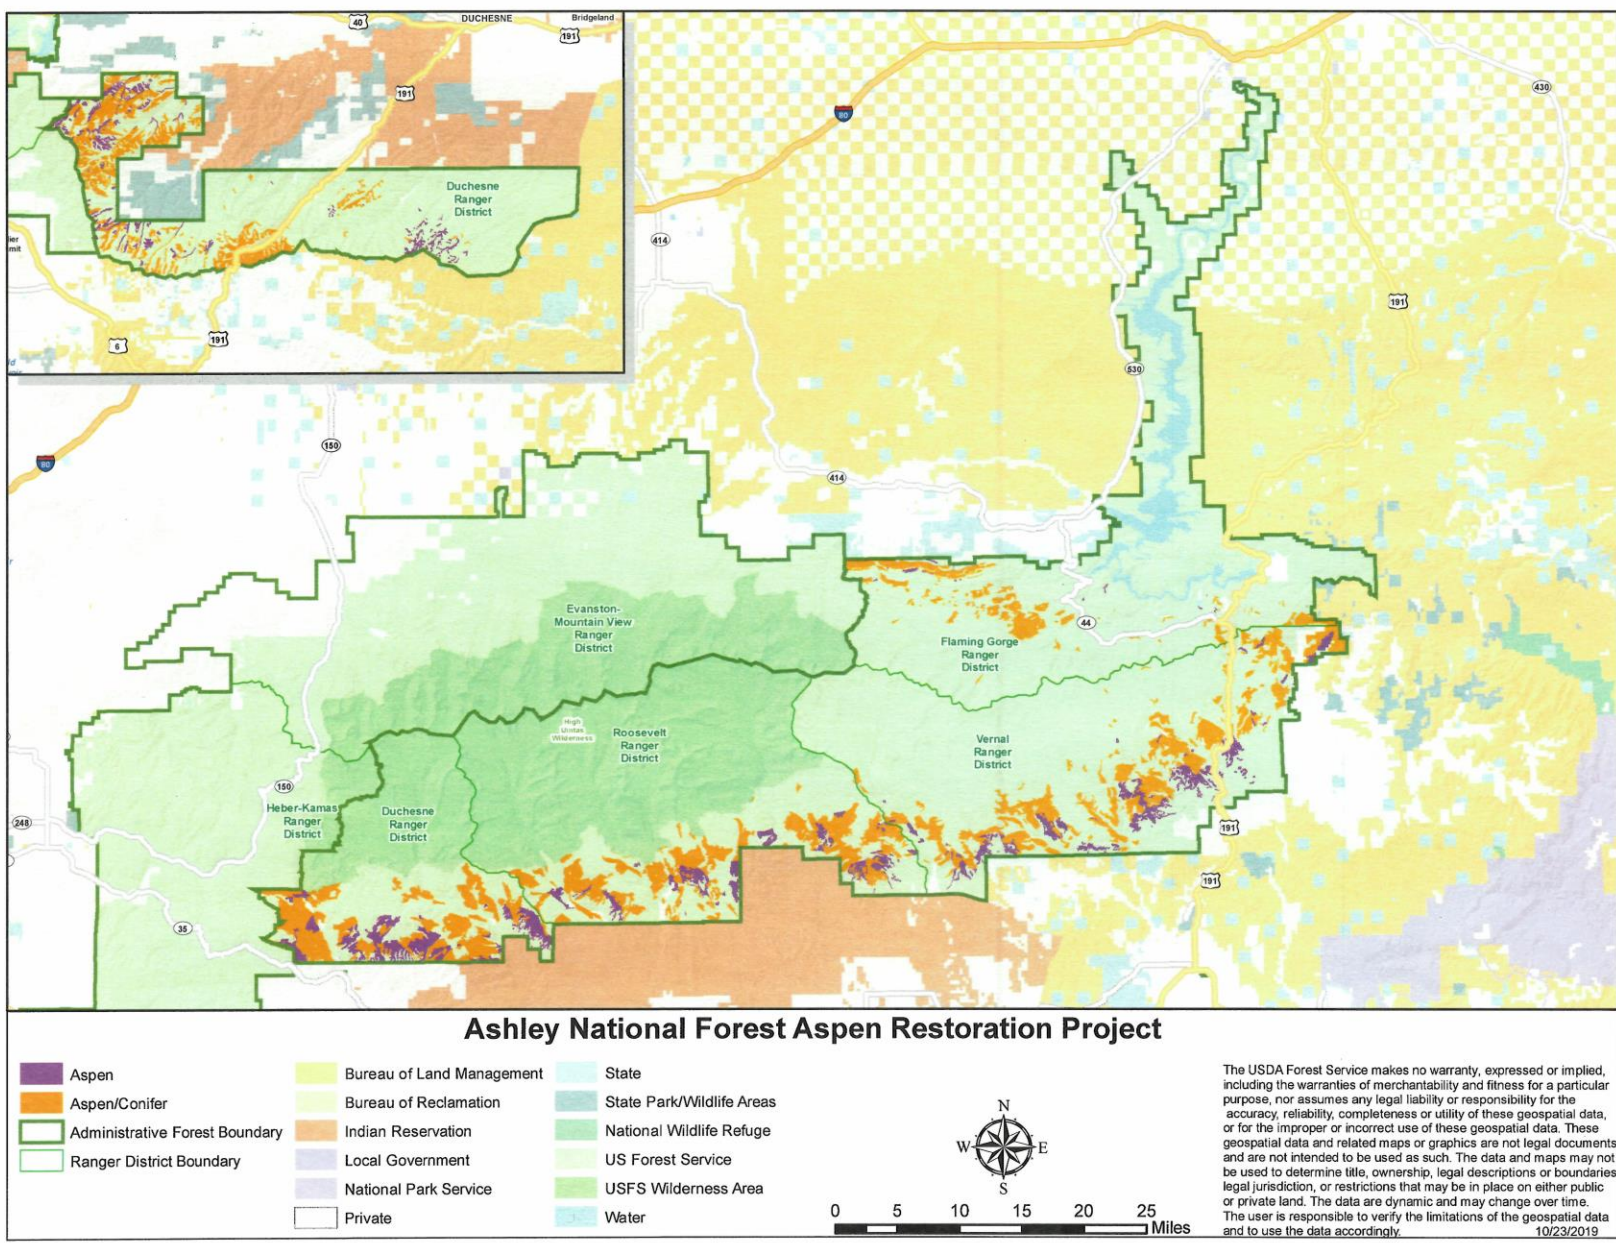 40
DUCHESNE
Bridgeland
191
191
Duchesne
Ranger
District
lier
mit
6
191
80
430
414
191
530
150
80
414
Evanston-
Mountain View
Ranger
District
44
Flaming Gorge
Ranger
District
High
Uintas
Wilderness
Roosevelt
Ranger
District
Vernal
Ranger
District
150
Heber-Kamas
Ranger
District
Duchesne
Ranger
District
248
191
191
35
Ashley National Forest Aspen Restoration Project
Aspen
Aspen/Conifer
Administrative Forest Boundary
Ranger District Boundary
Bureau of Land Management
Bureau of Reclamation
Indian Reservation
Local Government
National Park Service
Private
State
State Park/Wildlife Areas
National Wildlife Refuge
US Forest Service
USFS Wilderness Area
Water
N
W E
S
0 5 10 15 20 25
Miles
The USDA Forest Service makes no warranty, expressed or implied,
including the warranties of merchantability and fitness for a particular
purpose, nor assumes any legal liability or responsibility for the
accuracy, reliability, completeness or utility of these geospatial data,
or for the improper or incorrect use of these geospatial data. These
geospatial data and related maps or graphics are not legal documents
and are not intended to be used as such. The data and maps may not
be used to determine title, ownership, legal descriptions or boundaries
legal jurisdiction, or restrictions that may be in place on either public
or private land. The data are dynamic and may change over time.
The user is responsible to verify the limitations of the geospatial data
and to use the data accordingly. 10/23/2019